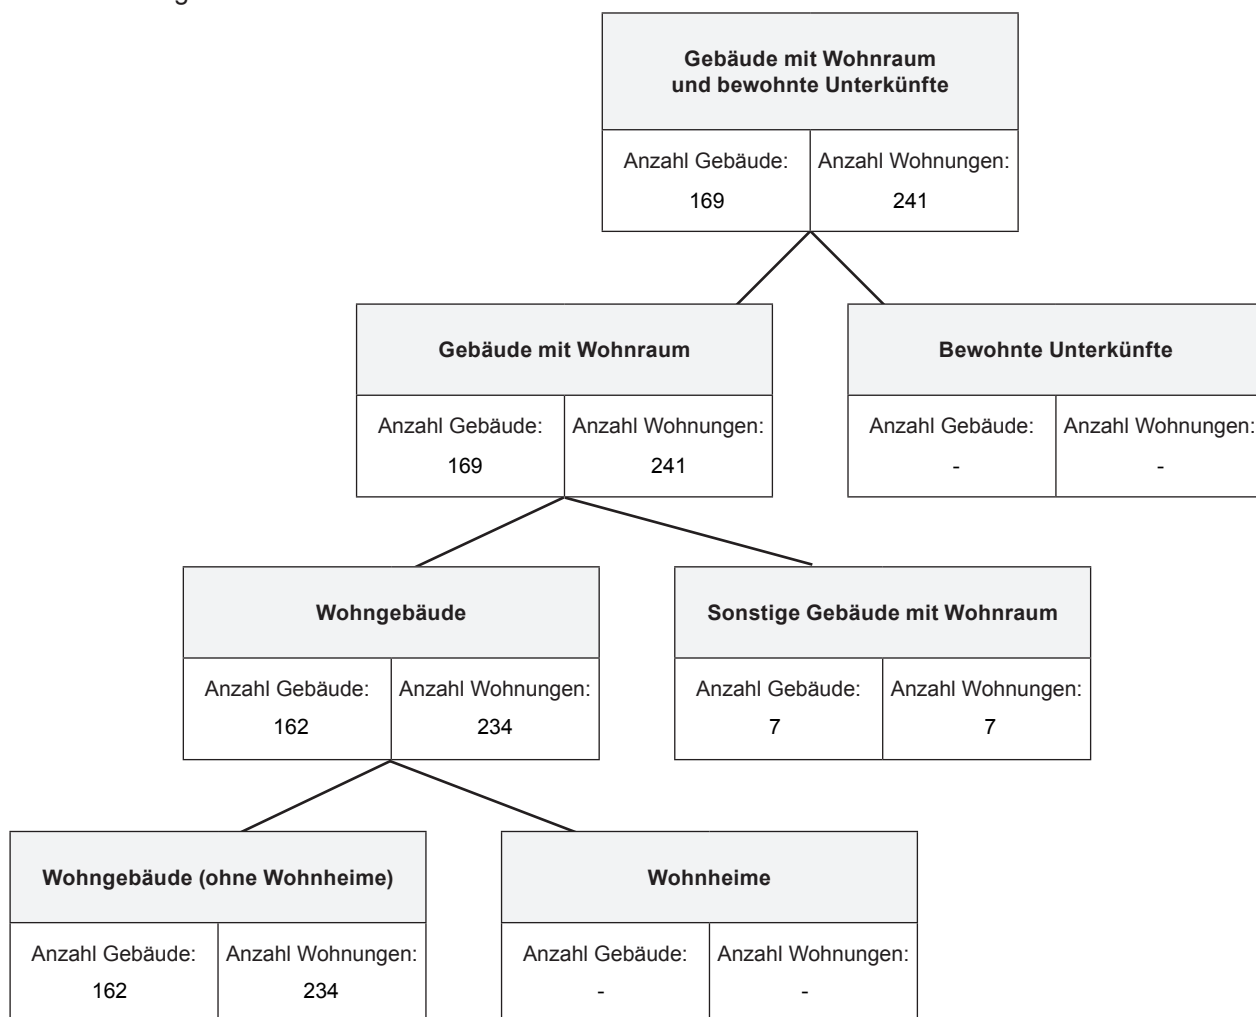 Gebäude mit Wohnraum
und bewohnte Unterkünfte
Anzahl Gebäude: Anzahl Wohnungen:
169 241
Gebäude mit Wohnraum
Anzahl Gebäude: Anzahl Wohnungen:
169 241
Bewohnte Unterkünfte
Anzahl Gebäude: Anzahl Wohnungen:
- -
Wohngebäude
Anzahl Gebäude: Anzahl Wohnungen:
162 234
Sonstige Gebäude mit Wohnraum
Anzahl Gebäude: Anzahl Wohnungen:
7 7
Wohngebäude (ohne Wohnheime)
Anzahl Gebäude: Anzahl Wohnungen:
162 234
Wohnheime
Anzahl Gebäude: Anzahl Wohnungen:
- -